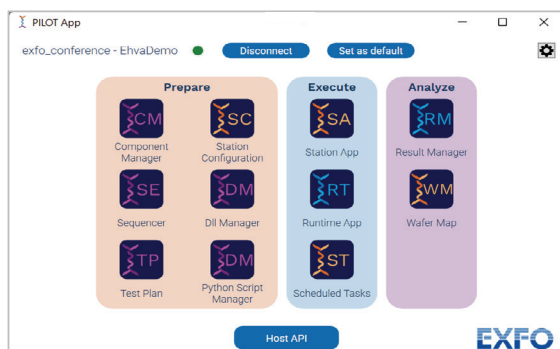 PILOT App
exfo_conference - EhvaDemo
Disconnect
Set as default
Prepare
Execute
Analyze
CM
SC
SA
RM
Component
Manager
Station
Configuration
Station App
Result Manager
SE
DM
RT
WM
Sequencer
Dll Manager
Runtime App
Wafer Map
TP
DM
ST
Test Plan
Python Script
Manager
Scheduled Tasks
Host API
EXFO